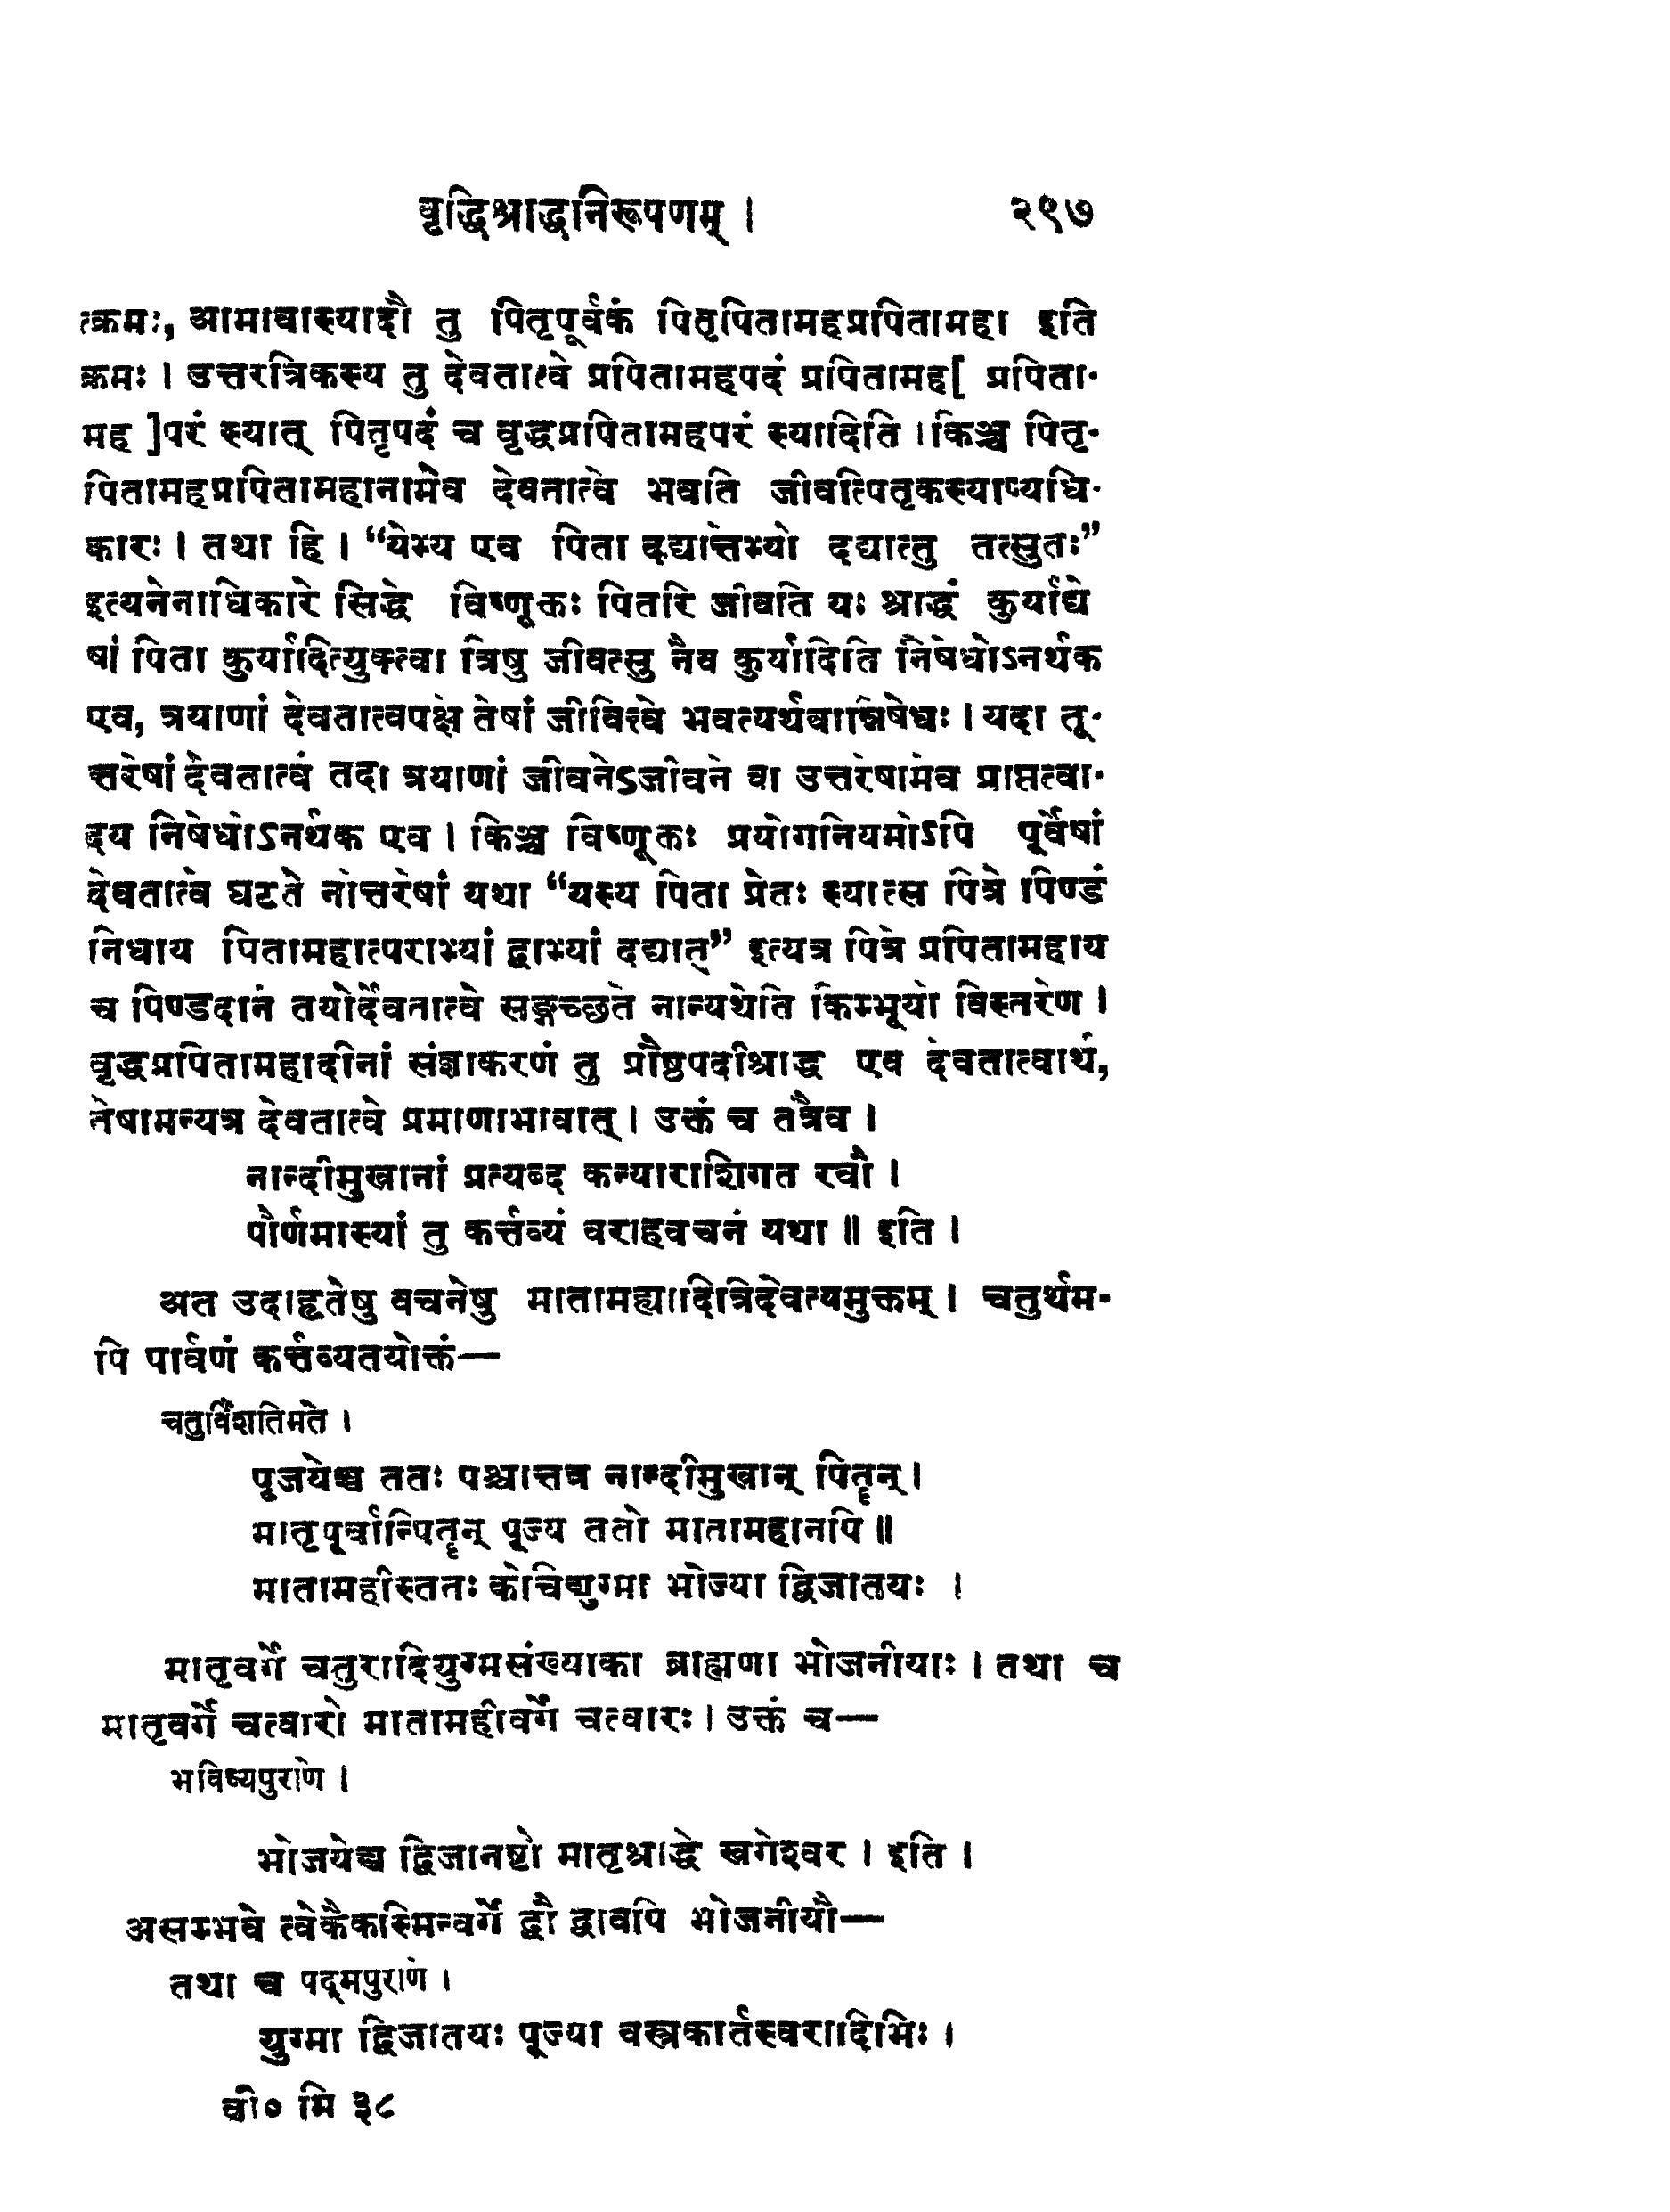 वृद्धिश्राद्धनिरूपणम् । २९७
त्क्रमः, आमावास्यादौ तु पितृपूर्वकं पितृपितामहप्रपितामहा इति
क्रमः । उत्तरत्रिकस्य तु देवतात्वे प्रपितामहपदं प्रपितामह[ प्रपिता-
मह ]परं स्यात् पितृपदं च वृद्धप्रपितामहपरं स्यादिति । किञ्च पितृ-
पितामहप्रपितामहानामेव देवतात्वे भवति जीवत्पितृकस्याप्यधि-
कारः । तथा हि । “येभ्य एव पिता दद्यात्तेभ्यो दद्यात्तु तत्सुतः”
इत्यनेनाधिकारे सिद्धे विष्णूक्तः पितरि जीवति यः श्राद्धं कुर्याद्ये
षां पिता कुर्यादित्युक्त्वा त्रिषु जीवत्सु नैव कुर्यादिति निषेधोऽनर्थक
एव, त्रयाणां देवतात्वपक्षे तेषां जीवित्त्वे भवत्यर्थवान्निषेधः । यदा तू-
त्तरेषां देवतात्वं तदा त्रयाणां जीवनेऽजीवने वा उत्तरेषामेव प्राप्तत्वा-
दय निषेधोऽनर्थक एव । किञ्च विष्णूक्तः प्रयोगनियमोऽपि पूर्वेषां
देवतात्वे घटते नोत्तरेषां यथा “यस्य पिता प्रेतः स्यात्स पित्रे पिण्डं
निधाय पितामहात्पराभ्यां द्वाभ्यां दद्यात्” इत्यत्र पित्रे प्रपितामहाय
च पिण्डदानं तयोर्देवतात्वे सङ्गच्छते नान्यथेति किम्भूयो विस्तरेण ।
वृद्धप्रपितामहादीनां संज्ञाकरणं तु प्रौष्ठपदीश्राद्ध एव देवतात्वार्थ,
तेषामन्यत्र देवतात्वे प्रमाणाभावात् । उक्तं च तत्रैव ।
नान्दीमुखानां प्रत्यब्द कन्याराशिगत रवौ ।
पौर्णमास्यां तु कर्त्तव्यं वराहवचनं यथा ॥ इति ।
अत उदाहृतेषु वचनेषु मातामह्यादित्रिदेवत्यमुक्तम् । चतुर्थम-
पि पार्वणं कर्त्तव्यतयोक्तं—
चतुर्विंशतिमते ।
पूजयेच्च ततः पश्चात्तत्र नान्दीमुखान् पितॄन् ।
मातृपूर्वान्पितॄन् पूज्य ततो मातामहानपि ॥
मातामहीस्ततः केचिद्युग्मा भोज्या द्विजातयः ।
मातृवर्गे चतुरादियुग्मसंख्याका ब्राह्मणा भोजनीयाः । तथा च
मातृवर्गे चत्वारो मातामहीवर्गे चत्वारः । उक्तं च—
भविष्यपुराणे ।
भोजयेच्च द्विजानष्टो मातृश्राद्धे खगेश्वर । इति ।
असम्भवे त्वेकैकस्मिन्वर्गे द्वौ द्वावपि भोजनीयौ—
तथा च पद्मपुराणे ।
युग्मा द्विजातयः पूज्या वस्त्रकार्तस्वरादिभिः ।
वी० मि ३८